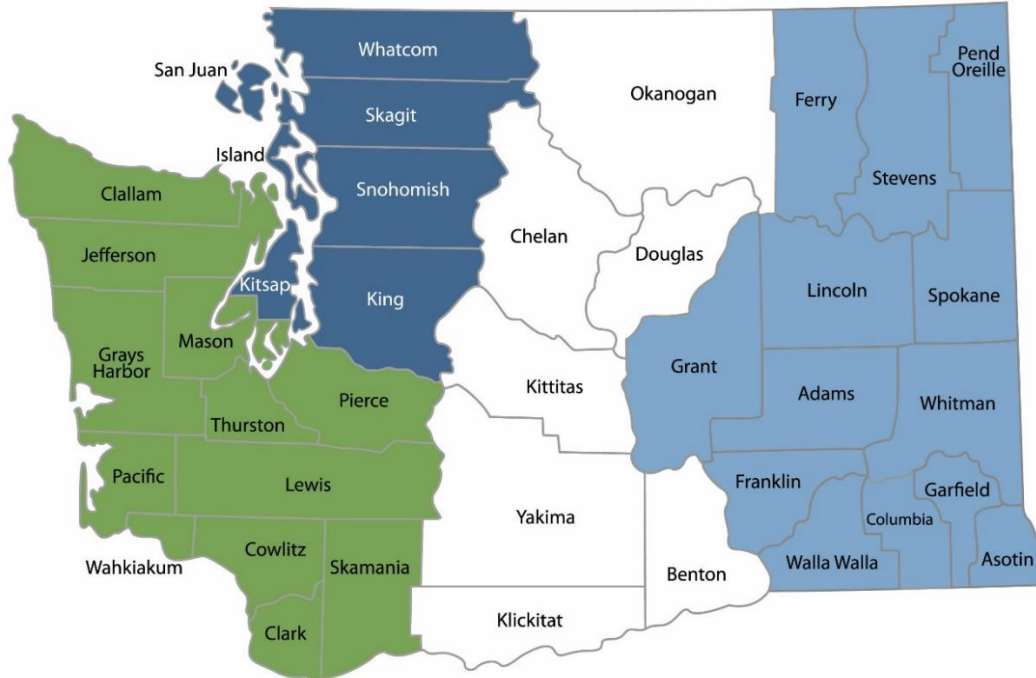 Whatcom
San Juan
Okanogan
Pend
Oreille
Ferry
Skagit
Island
Stevens
Snohomish
Clallam
Chelan
Douglas
Jefferson
Kitsap
King
Lincoln
Spokane
Mason
Grays
Harbor
Grant
Kittitas
Adams
Pierce
Whitman
Thurston
Pacific
Lewis
Franklin
Garfield
Yakima
Columbia
Cowlitz
Wahkiakum
Skamania
Walla Walla
Asotin
Benton
Klickitat
Clark